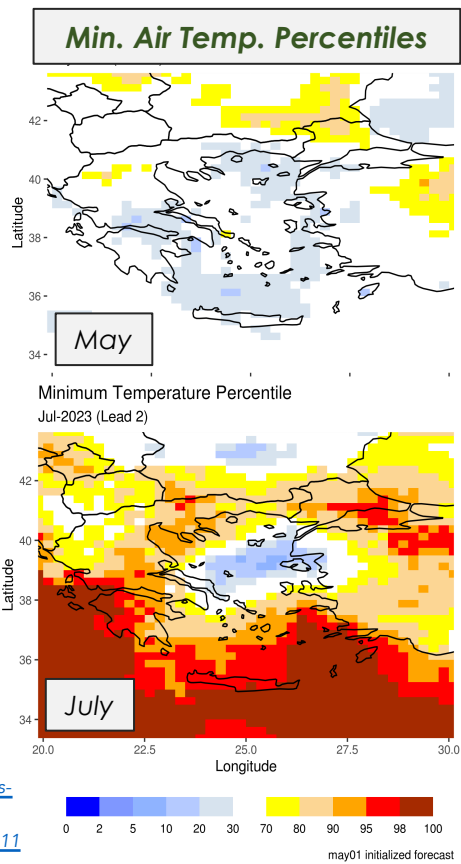 Min. Air Temp. Percentiles
42
40
38
36
34
Latitude
May
Minimum Temperature Percentile
Jul-2023 (Lead 2)
42
40
38
36
34
Latitude
July
20.0 22.5 25.0 27.5 30.0
Longitude
s-
11
0 2 5 10 20 30 70 80 90 95 98 100
may01 initialized forecast